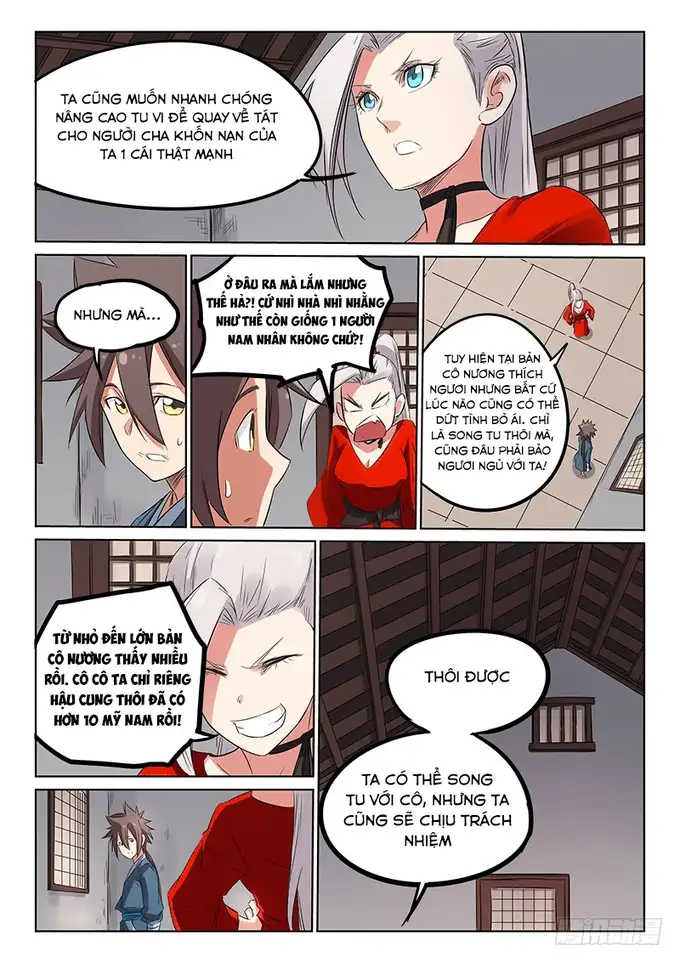 TA CŨNG MUỐN NHANH CHÓNG
NÂNG CAO TU VI ĐỂ QUAY VỀ TÁT
CHO NGƯỜI CHA KHỐN NẠN CỦA
TA 1 CÁI THẬT MẠNH
NHƯNG MÀ...
Ở ĐÂU RA MÀ LẮM NHƯNG
THẾ HẢ?! CỨ NHÌ NHÀ NHÌ NHẰNG
NHƯ THẾ CÒN GIỐNG 1 NGƯỜI
NAM NHÂN KHÔNG CHỨ?!
TUY HIỆN TẠI BẢN
CÔ NƯƠNG THÍCH
NGƯƠI NHƯNG BẤT CỨ
LÚC NÀO CŨNG CÓ THỂ
DỨT TÌNH BỎ ÁI. CHỈ
LÀ SONG TU THÔI MÀ,
CŨNG ĐÂU PHẢI BẢO
NGƯƠI NGỦ VỚI TA!
TỪ NHỎ ĐẾN LỚN BẢN
CÔ NƯƠNG THẤY NHIỀU
RỒI. CÔ CÔ TA CHỈ RIÊNG
HẬU CUNG THÔI ĐÃ CÓ
HƠN 10 MỸ NAM RỒI!
THÔI ĐƯỢC
TA CÓ THỂ SONG
TU VỚI CÔ, NHƯNG TA
CŨNG SẼ CHỊU TRÁCH
NHIỆM